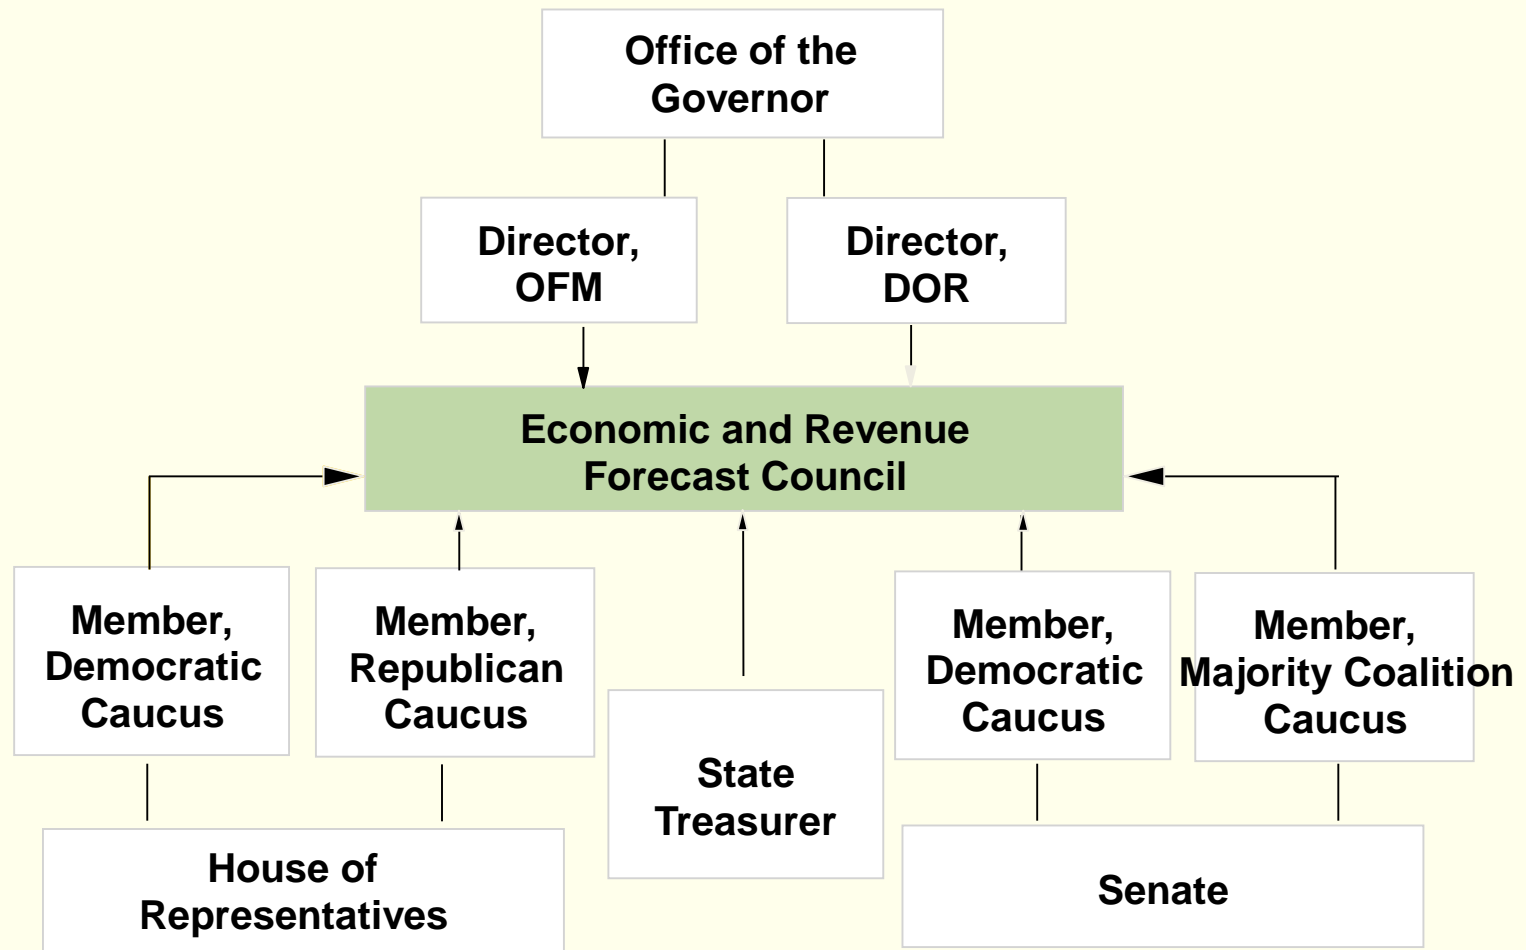 Office of the
Governor
Director,
OFM
Director,
DOR
Economic and Revenue
Forecast Council
Member,
Democratic
Caucus
Member,
Republican
Caucus
State
Treasurer
Member,
Democratic
Caucus
Member,
Majority Coalition
Caucus
House of
Representatives
Senate